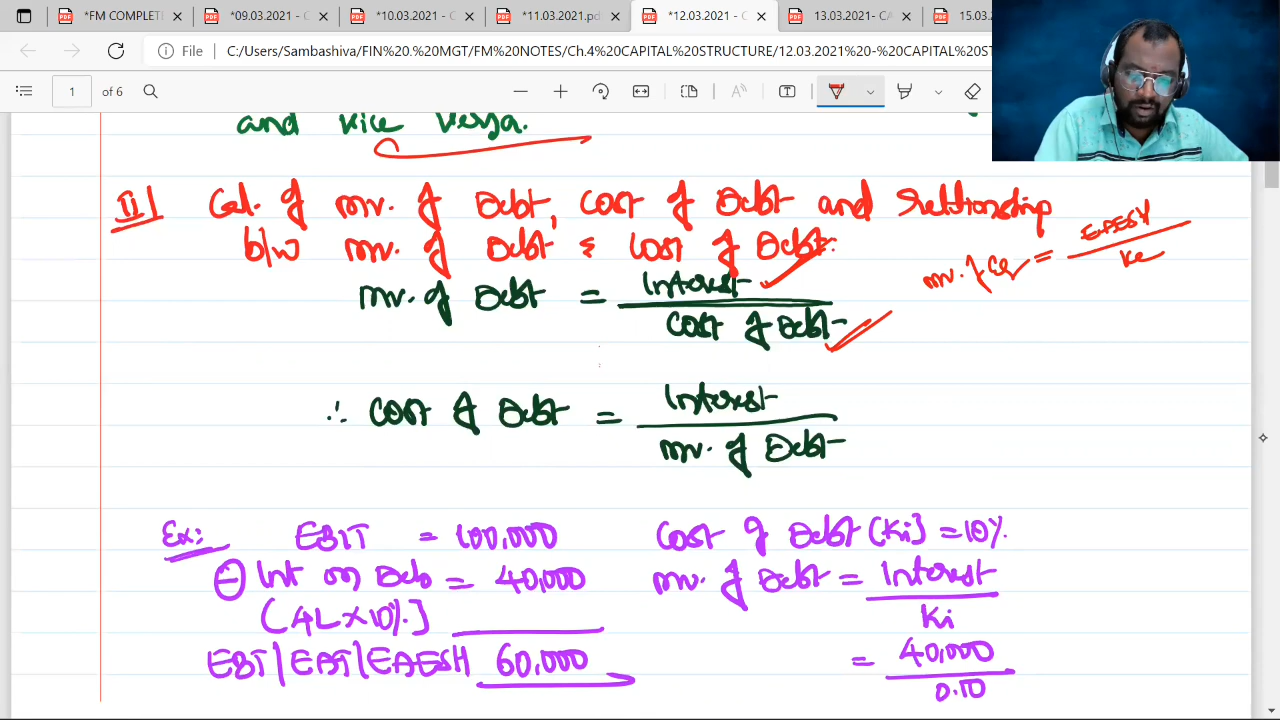 *FM COMPLETE
*09.03.2021 - C
*10.03.2021 - C
*11.03.2021.pd
*12.03.2021 - C
13.03.2021- CA
15.03
File
C:/Users/Sambashiva/FIN%20.%20MGT/FM%20NOTES/Ch.4%20CAPITAL%20STRUCTURE/12.03.2021%20-%20CAPITAL%20ST
1 of 6
and vice versa.
II) Cal. of mv. of Debt, cost of Debt and relationship
b/w mv. of Debt & cost of Debt:
mv. of Debt = Interest
Cost of Debt
mv. of Eq =
Ke
∴ Cost of Debt = Interest
mv. of Debt
Ex: EBIT = 100,000
⊖ Int on Deb = 40,000
(4L×10%)
EBT|EAT|EAESH 60,000
Cost of Debt (Ki) = 10%
mv. of Debt = Interest
Ki
= 40,000
0.10